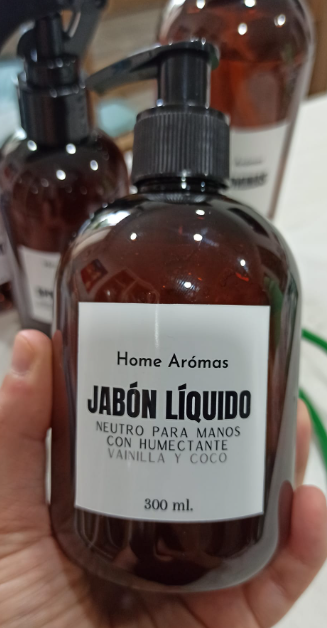 Home Arómas
JABÓN LÍQUIDO
NEUTRO PARA MANOS
CON HUMECTANTE
VAINILLA Y COCO
300 ml.